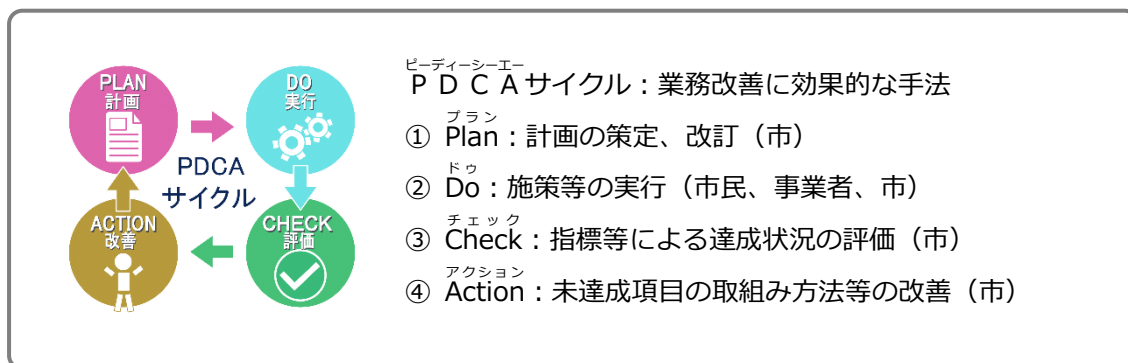 PLAN
計画
DO
実行
PDCA
サイクル
ACTION
改善
CHECK
評価
ピーディーシーエー
ＰＤＣＡサイクル：業務改善に効果的な手法
プラン
① Plan：計画の策定、改訂（市）
ドゥ
② Do：施策等の実行（市民、事業者、市）
チェック
③ Check：指標等による達成状況の評価（市）
アクション
④ Action：未達成項目の取組み方法等の改善（市）